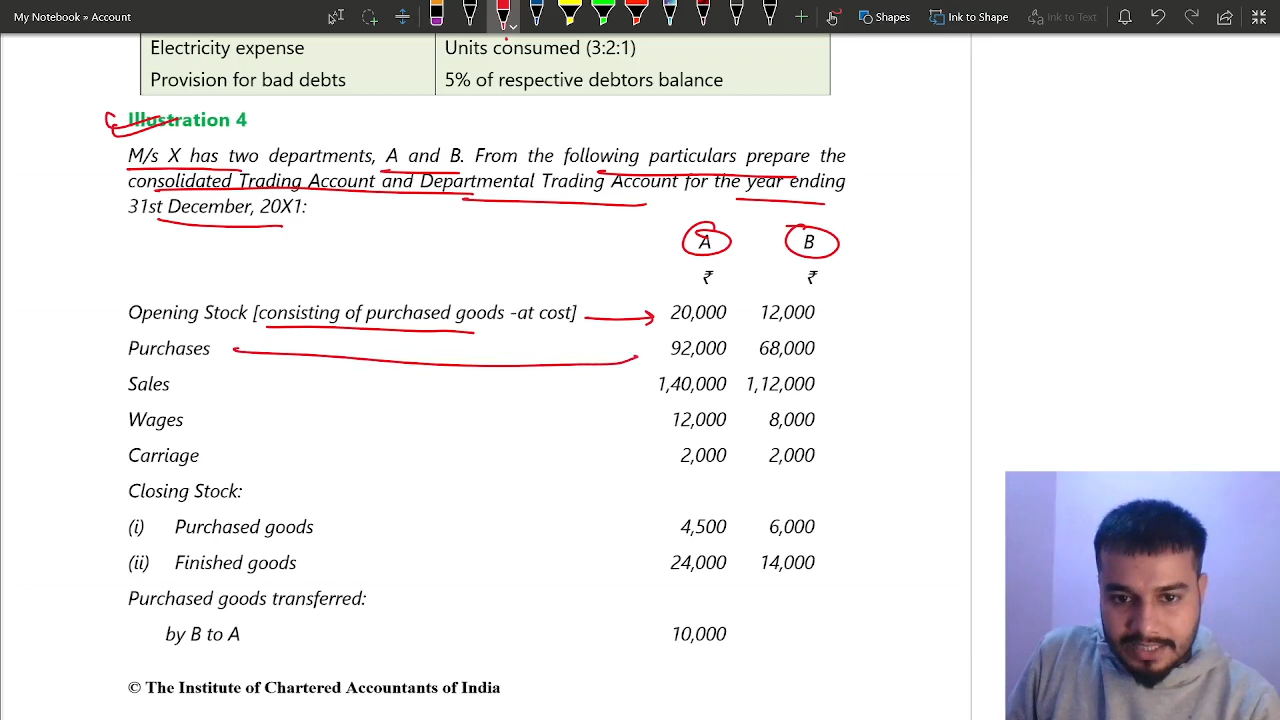 My Notebook » Account
Shapes
Ink to Shape
Ink to Text
Electricity expense Units consumed (3:2:1)
Provision for bad debts 5% of respective debtors balance
Illustration 4
M/s X has two departments, A and B. From the following particulars prepare the
consolidated Trading Account and Departmental Trading Account for the year ending
31st December, 20X1:
A B
₹ ₹
Opening Stock [consisting of purchased goods -at cost] 20,000 12,000
Purchases 92,000 68,000
Sales 1,40,000 1,12,000
Wages 12,000 8,000
Carriage 2,000 2,000
Closing Stock:
(i) Purchased goods 4,500 6,000
(ii) Finished goods 24,000 14,000
Purchased goods transferred:
by B to A 10,000
© The Institute of Chartered Accountants of India